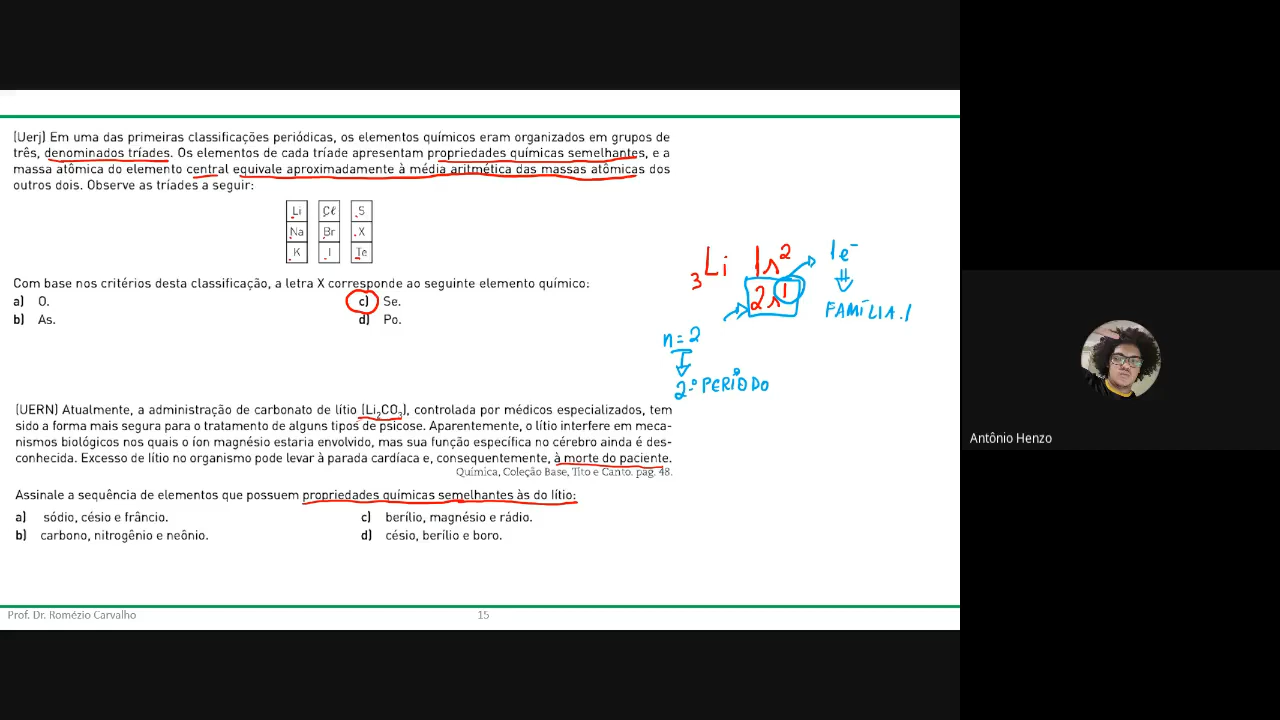 (Uerj) Em uma das primeiras classificações periódicas, os elementos químicos eram organizados em grupos de
três, denominados tríades. Os elementos de cada tríade apresentam propriedades químicas semelhantes, e a
massa atômica do elemento central equivale aproximadamente à média aritmética das massas atômicas dos
outros dois. Observe as tríades a seguir:
Li Cℓ S
Na Br X
K I Te
Com base nos critérios desta classificação, a letra X corresponde ao seguinte elemento químico:
a) O. c) Se.
b) As. d) Po.
₃Li 1s² 1e⁻
2s¹ FAMÍLIA 1
n = 2
2º PERÍODO
(UERN) Atualmente, a administração de carbonato de lítio (Li₂CO₃), controlada por médicos especializados, tem
sido a forma mais segura para o tratamento de alguns tipos de psicose. Aparentemente, o lítio interfere em meca-
nismos biológicos nos quais o íon magnésio estaria envolvido, mas sua função específica no cérebro ainda é des-
conhecida. Excesso de lítio no organismo pode levar à parada cardíaca e, consequentemente, à morte do paciente.
Química, Coleção Base, Tito e Canto. pag. 48.
Assinale a sequência de elementos que possuem propriedades químicas semelhantes às do lítio:
a) sódio, césio e frâncio. c) berílio, magnésio e rádio.
b) carbono, nitrogênio e neônio. d) césio, berílio e boro.
Prof. Dr. Romézio Carvalho 15
Antônio Henzo